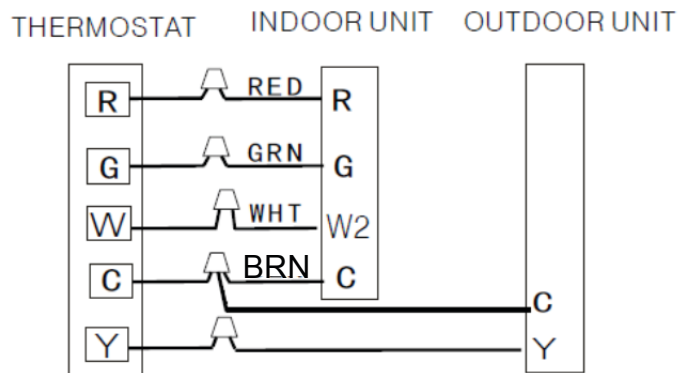 THERMOSTAT INDOOR UNIT OUTDOOR UNIT
R RED R
G GRN G
W WHT W2
C BRN C
C
Y Y